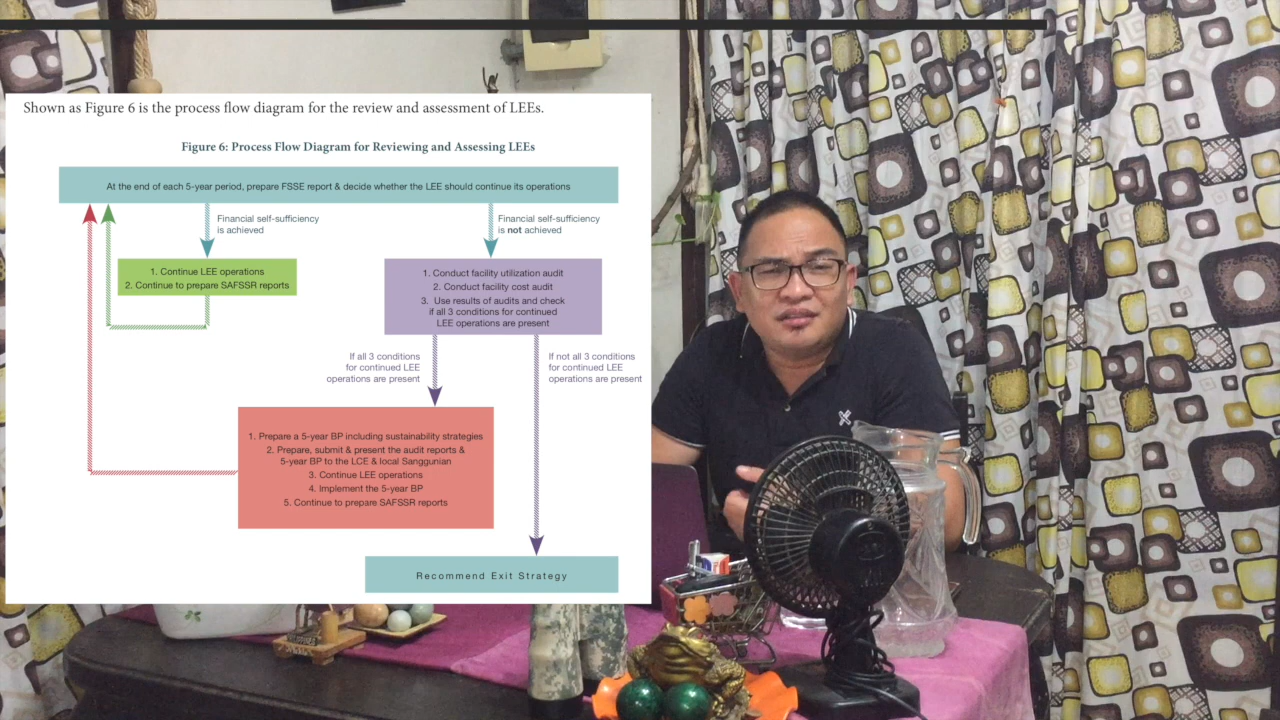 Shown as Figure 6 is the process flow diagram for the review and assessment of LEEs.
Figure 6: Process Flow Diagram for Reviewing and Assessing LEEs
At the end of each 5-year period, prepare FSSE report & decide whether the LEE should continue its operations
Financial self-sufficiency
is achieved
Financial self-sufficiency
is not achieved
1. Continue LEE operations
2. Continue to prepare SAFSSR reports
1. Conduct facility utilization audit
2. Conduct facility cost audit
3. Use results of audits and check
if all 3 conditions for continued
LEE operations are present
If all 3 conditions
for continued LEE
operations are present
If not all 3 conditions
for continued LEE
operations are present
1. Prepare a 5-year BP including sustainability strategies
2. Prepare, submit & present the audit reports &
5-year BP to the LCE & local Sanggunian
3. Continue LEE operations
4. Implement the 5-year BP
5. Continue to prepare SAFSSR reports
Recommend Exit Strategy